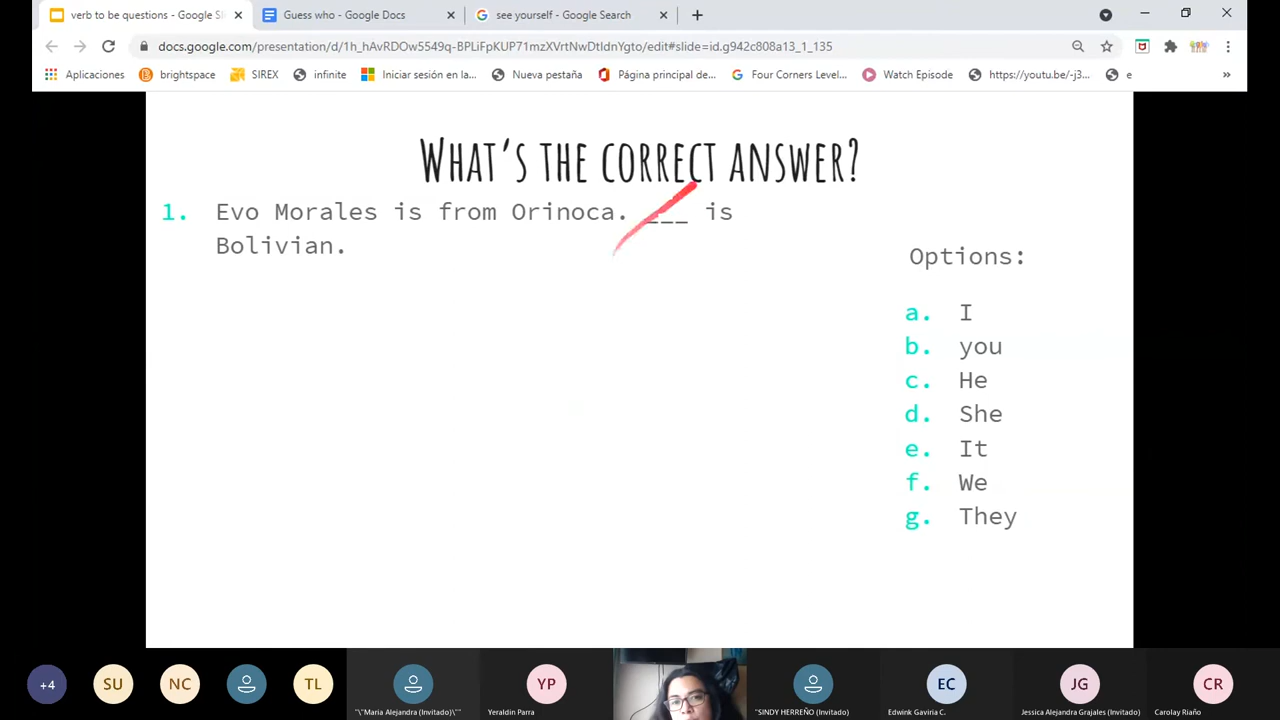 verb to be questions - Google Sl
Guess who - Google Docs
see yourself - Google Search
docs.google.com/presentation/d/1h_hAvRDOw5549q-BPLiFpKUP71mzXVrtNwDtIdnYgto/edit#slide=id.g942c808a13_1_135
Aplicaciones
brightspace
SIREX
infinite
Iniciar sesión en la...
Nueva pestaña
Página principal de...
Four Corners Level...
Watch Episode
https://youtu.be/-j3...
e
»
What's the correct answer?
1. Evo Morales is from Orinoca. ___ is
Bolivian.
Options:
a. I
b. you
c. He
d. She
e. It
f. We
g. They
+4
SU
NC
TL
YP
EC
JG
CR
"\"Maria Alejandra (Invitado)\""
Yeraldin Parra
"SINDY HERREÑO (Invitado)
Edwink Gaviria C.
Jessica Alejandra Grajales (Invitado)
Carolay Riaño